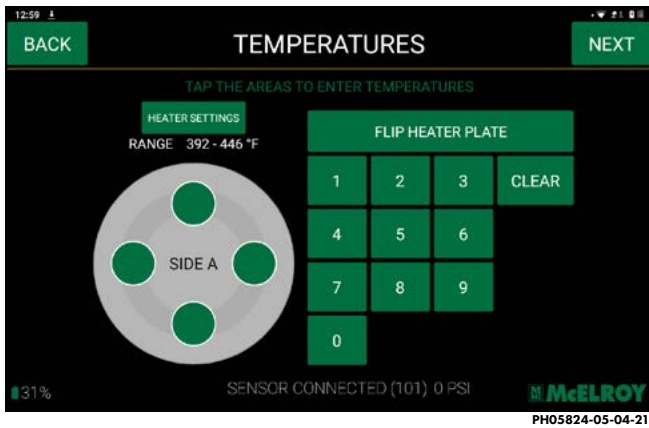 12:59
BACK
TEMPERATURES
NEXT
TAP THE AREAS TO ENTER TEMPERATURES
HEATER SETTINGS
RANGE 392 - 446 °F
FLIP HEATER PLATE
1 2 3 CLEAR
4 5 6
7 8 9
0
SIDE A
31%
SENSOR CONNECTED (101) 0 PSI
McELROY
PH05824-05-04-21